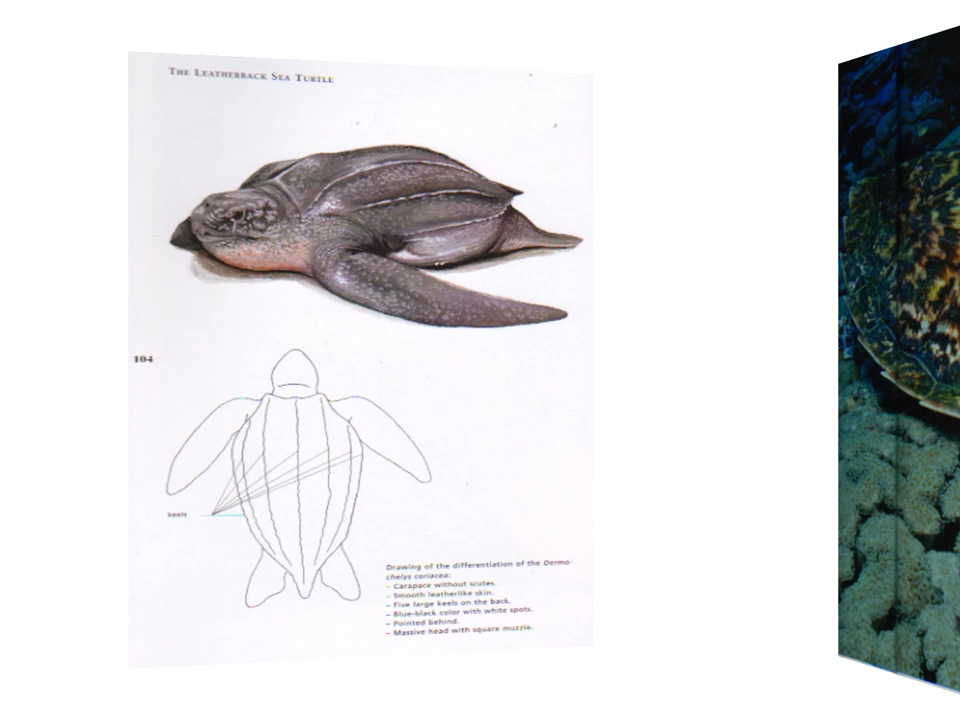 THE LEATHERBACK SEA TURTLE
104
keels
Drawing of the differentiation of the Dermo-
chelys coriacea:
– Carapace without scutes.
– Smooth leatherlike skin.
– Five large keels on the back.
– Blue-black color with white spots.
– Pointed behind.
– Massive head with square muzzle.